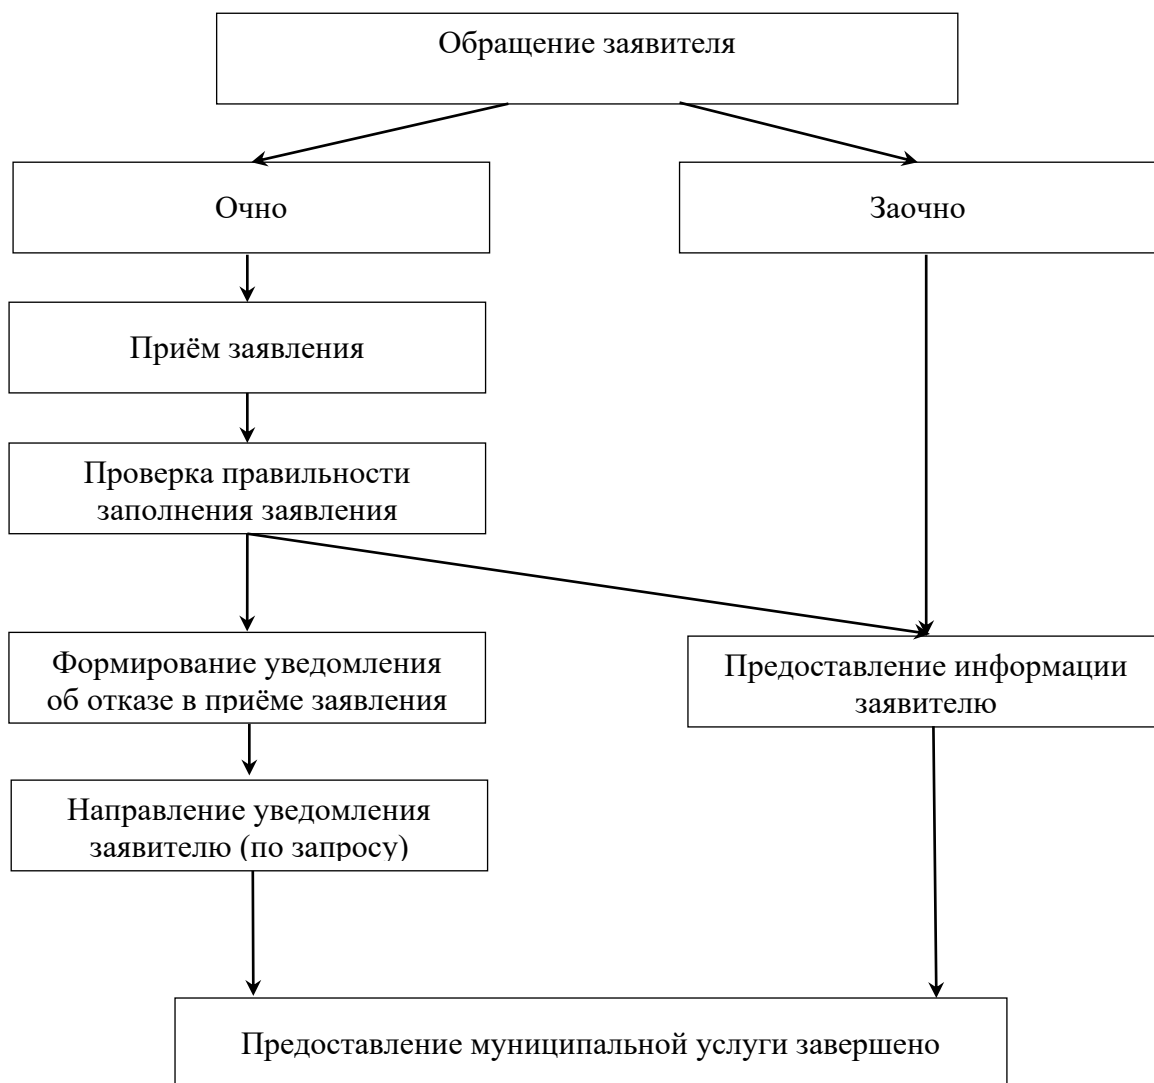 Обращение заявителя
Очно
Заочно
Приём заявления
Проверка правильности
заполнения заявления
Формирование уведомления
об отказе в приёме заявления
Предоставление информации
заявителю
Направление уведомления
заявителю (по запросу)
Предоставление муниципальной услуги завершено